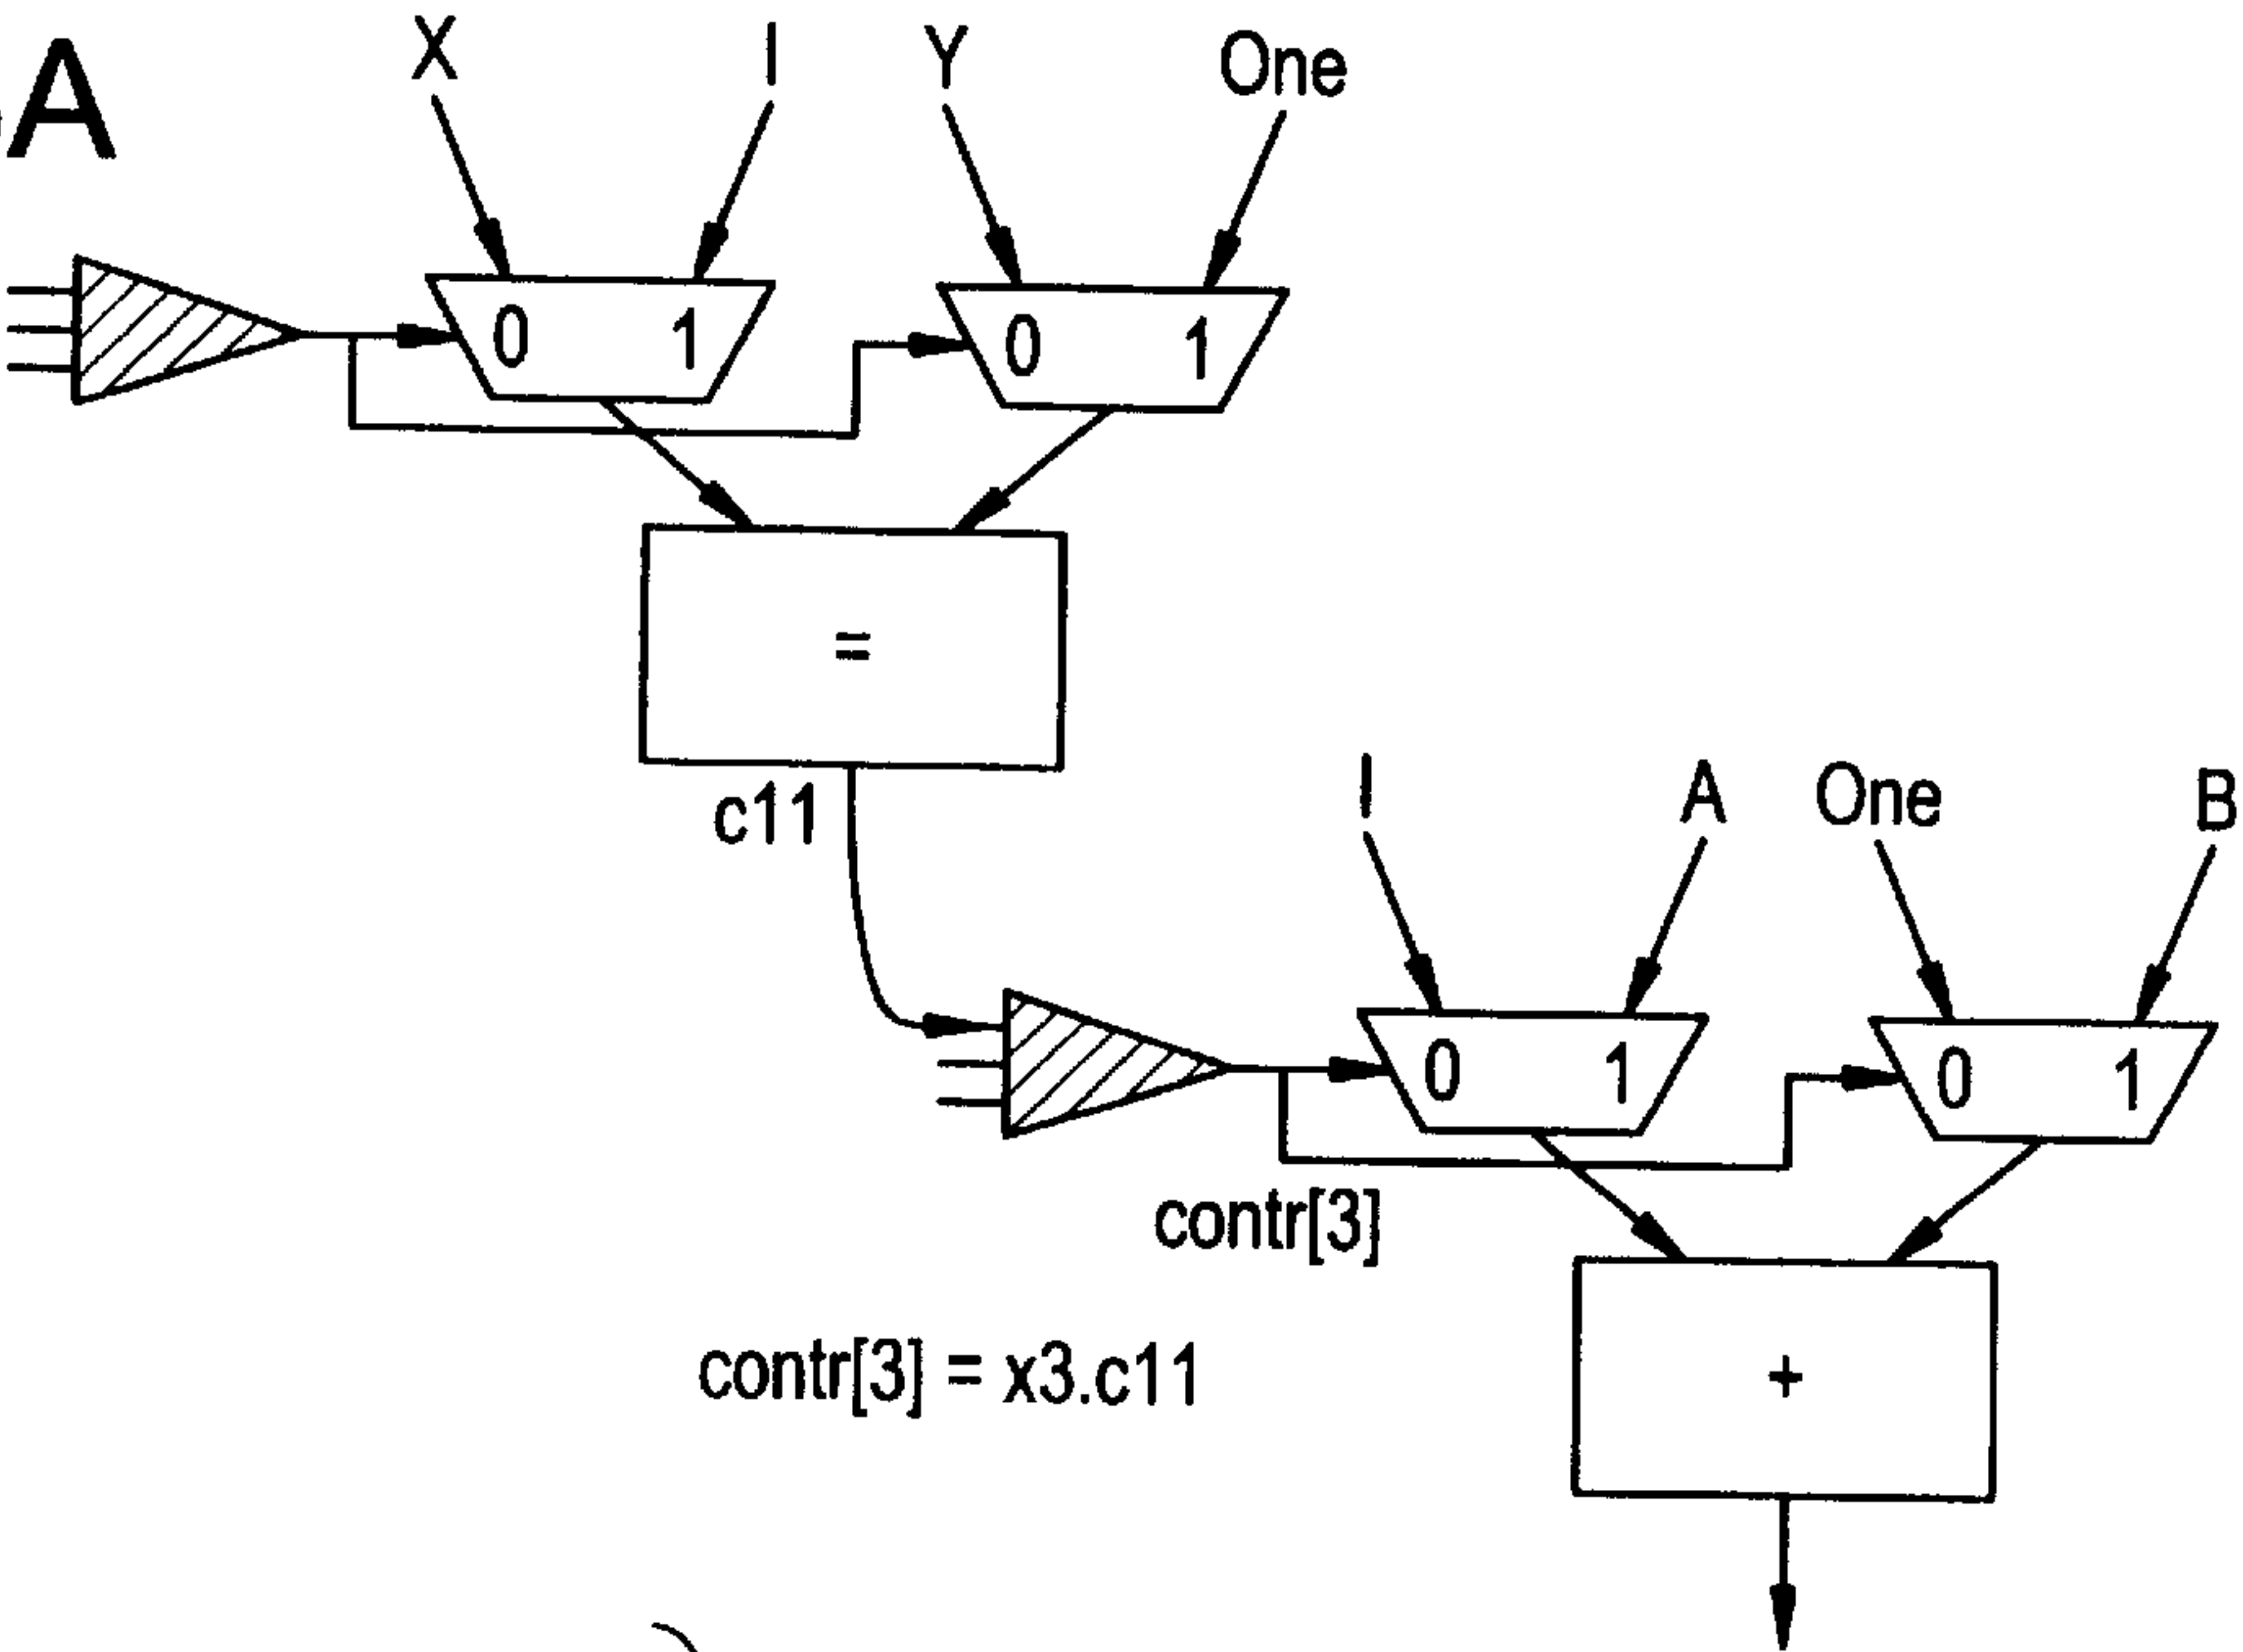 A
X I Y One
0 1 0 1
=
c11
I A One B
0 1 0 1
contr[3]
contr[3] = x3.c11
+